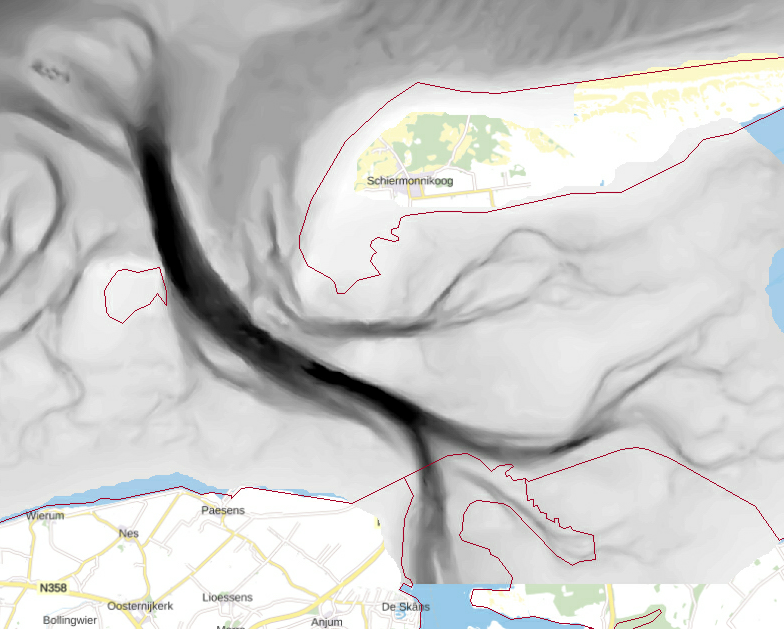 Schiermonnikoog
Wierum
Paesens
Nes
N358
Lioessens
Oosternijkerk
De Skâns
Bollingwier
Anjum